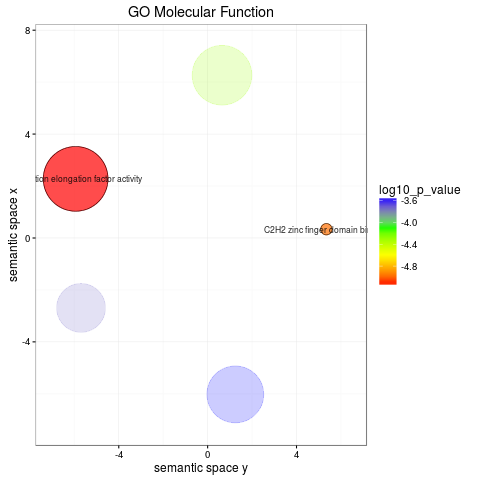 GO Molecular Function
8
4
0
-4
semantic space x
tion elongation factor activity
C2H2 zinc finger domain bi
-4
0
4
semantic space y
log10_p_value
-3.6
-4.0
-4.4
-4.8